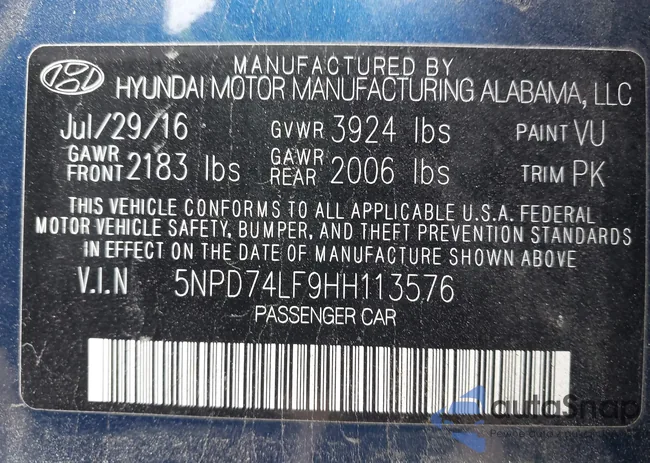 MANUFACTURED BY
HYUNDAI MOTOR MANUFACTURING ALABAMA, LLC
Jul/29/16 GVWR 3924 lbs PAINT VU
GAWR FRONT 2183 lbs GAWR REAR 2006 lbs TRIM PK
THIS VEHICLE CONFORMS TO ALL APPLICABLE U.S.A. FEDERAL
MOTOR VEHICLE SAFETY, BUMPER, AND THEFT PREVENTION STANDARDS
IN EFFECT ON THE DATE OF MANUFACTURE SHOWN ABOVE.
V.I.N 5NPD74LF9HH113576
PASSENGER CAR
autoSnap